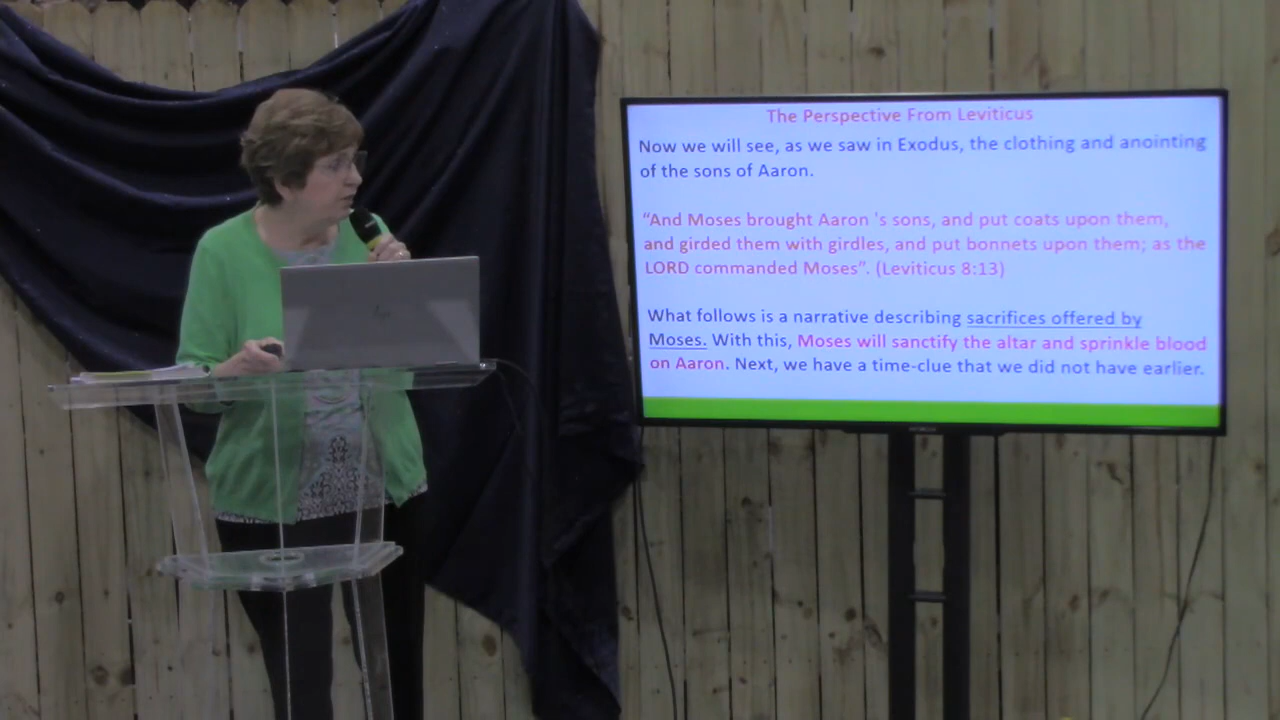 The Perspective From Leviticus
Now we will see, as we saw in Exodus, the clothing and anointing
of the sons of Aaron.
“And Moses brought Aaron 's sons, and put coats upon them,
and girded them with girdles, and put bonnets upon them; as the
LORD commanded Moses”. (Leviticus 8:13)
What follows is a narrative describing sacrifices offered by
Moses. With this, Moses will sanctify the altar and sprinkle blood
on Aaron. Next, we have a time-clue that we did not have earlier.